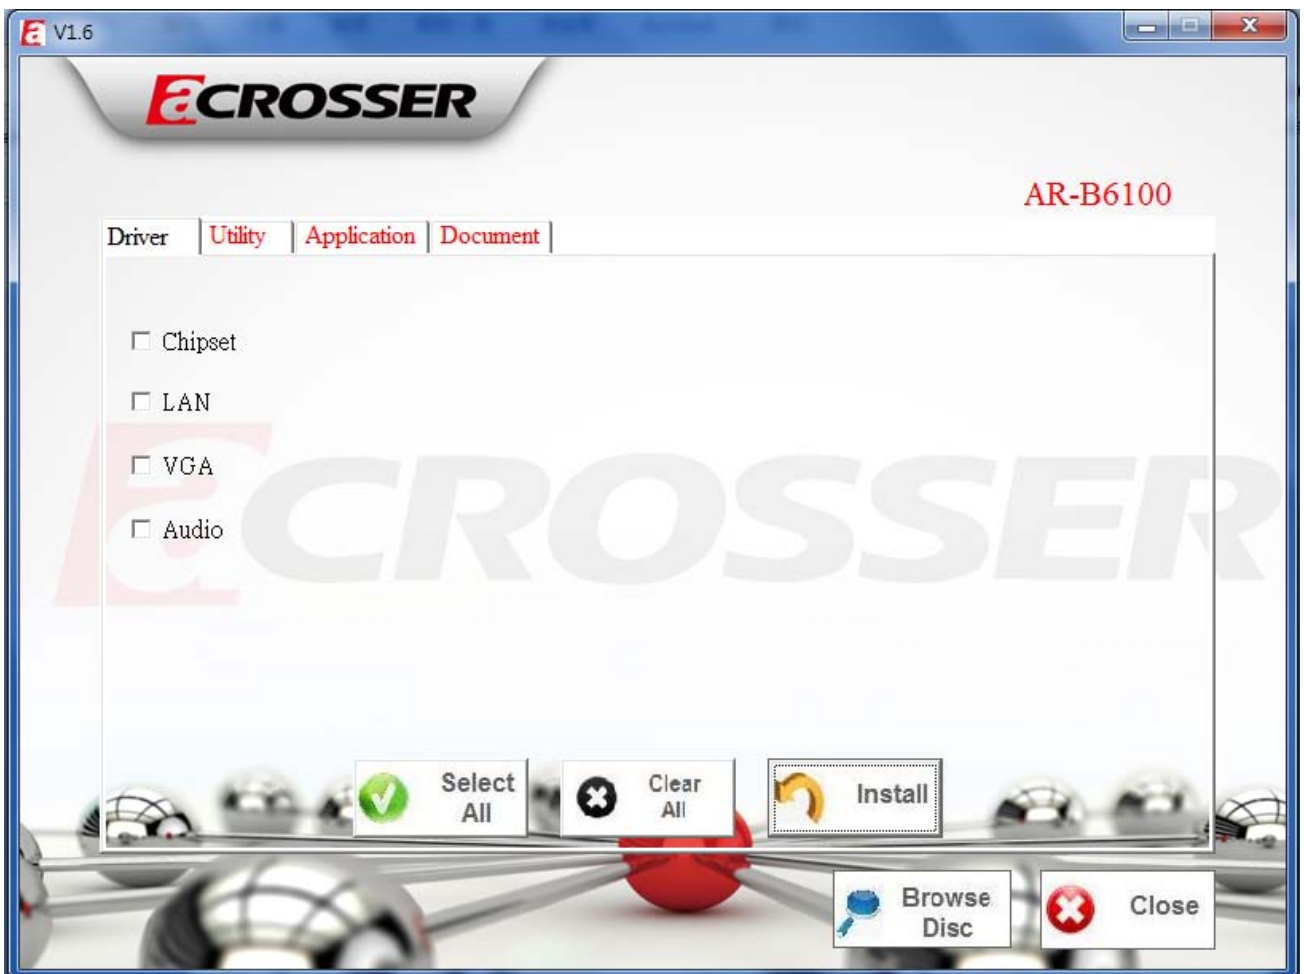 V1.6
aCROSSER
AR-B6100
Driver Utility Application Document
Chipset
LAN
VGA
Audio
aCROSSER
Select
All
Clear
All
Install
Browse
Disc
Close